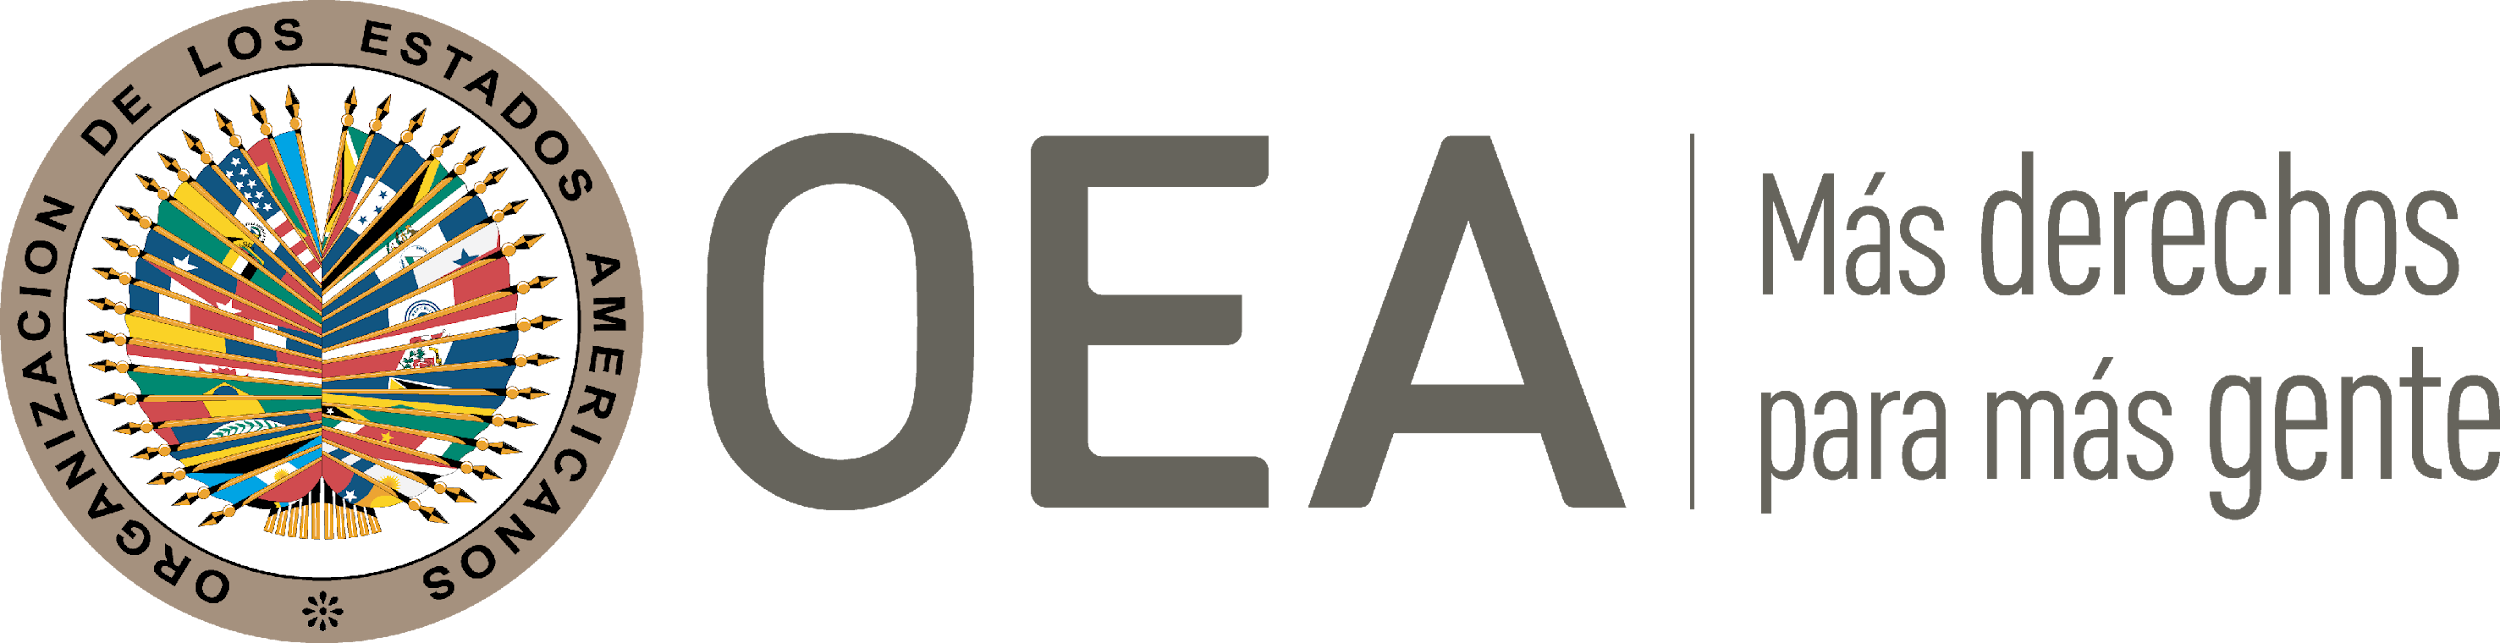 ORGANIZACION DE LOS ESTADOS AMERICANOS
OEA
Más derechos
para más gente